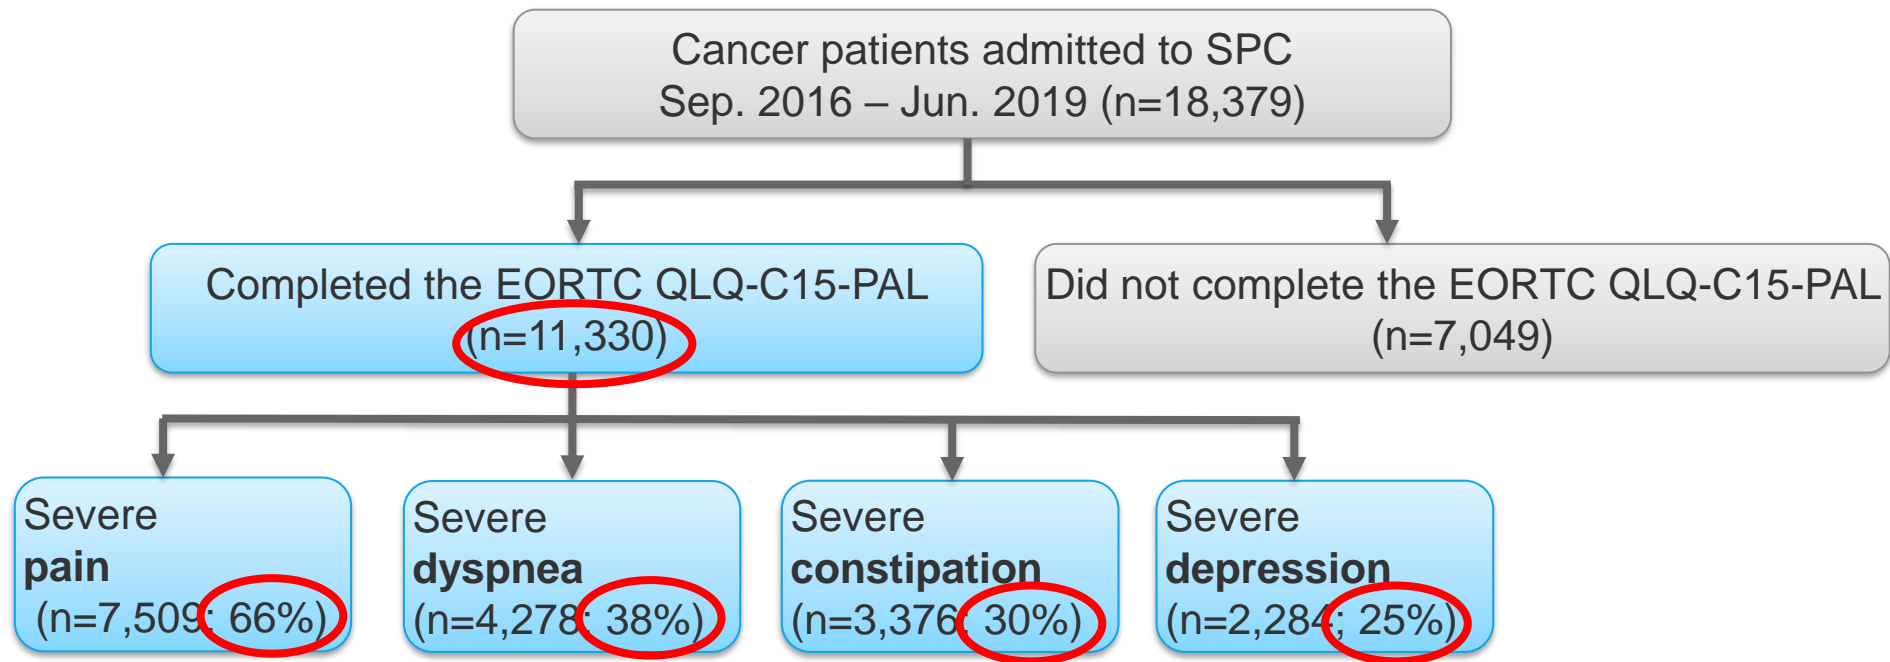 Cancer patients admitted to SPC
Sep. 2016 – Jun. 2019 (n=18,379)
Completed the EORTC QLQ-C15-PAL
(n=11,330)
Did not complete the EORTC QLQ-C15-PAL
(n=7,049)
Severe
pain
(n=7,509; 66%)
Severe
dyspnea
(n=4,278; 38%)
Severe
constipation
(n=3,376; 30%)
Severe
depression
(n=2,284; 25%)